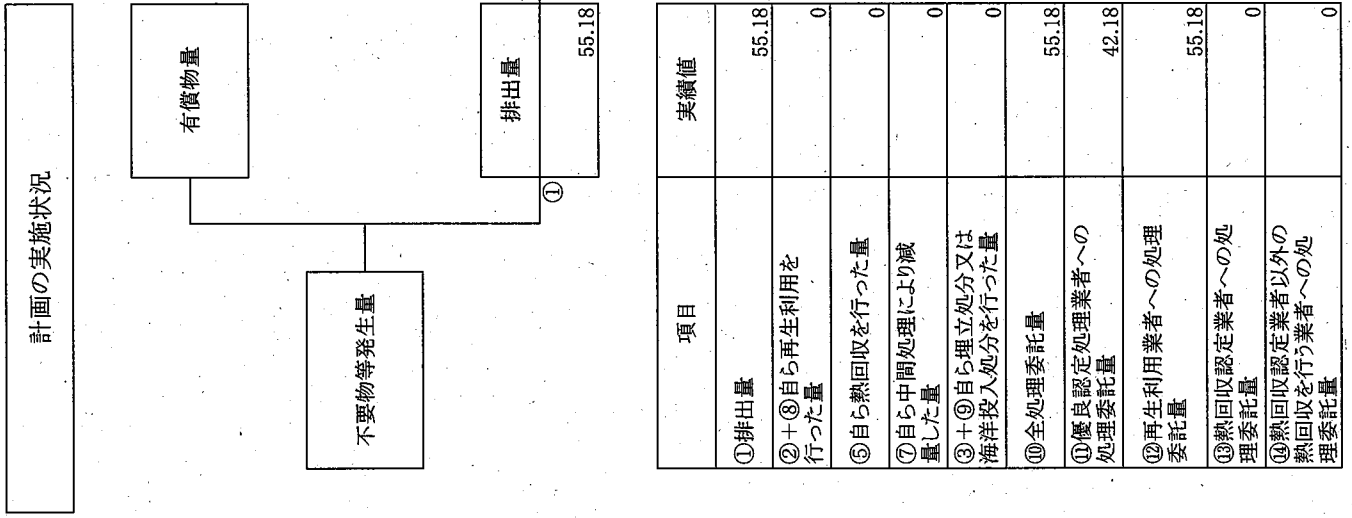 計画の実施状況
不要物等発生量
有償物量
①
排出量
55.18
項目
実績値
①排出量
55.18
②+⑧自ら再生利用を
行った量
0
⑤自ら熱回収を行った量
0
⑦自ら中間処理により減
量した量
0
③+⑨自ら埋立処分又は
海洋投入処分を行った量
0
⑩全処理委託量
55.18
⑪優良認定処理業者への
処理委託量
42.18
⑫再生利用業者への処理
委託量
55.18
⑬熱回収認定業者への処
理委託量
0
⑭熱回収認定業者以外の
熱回収を行う業者への処
理委託量
0